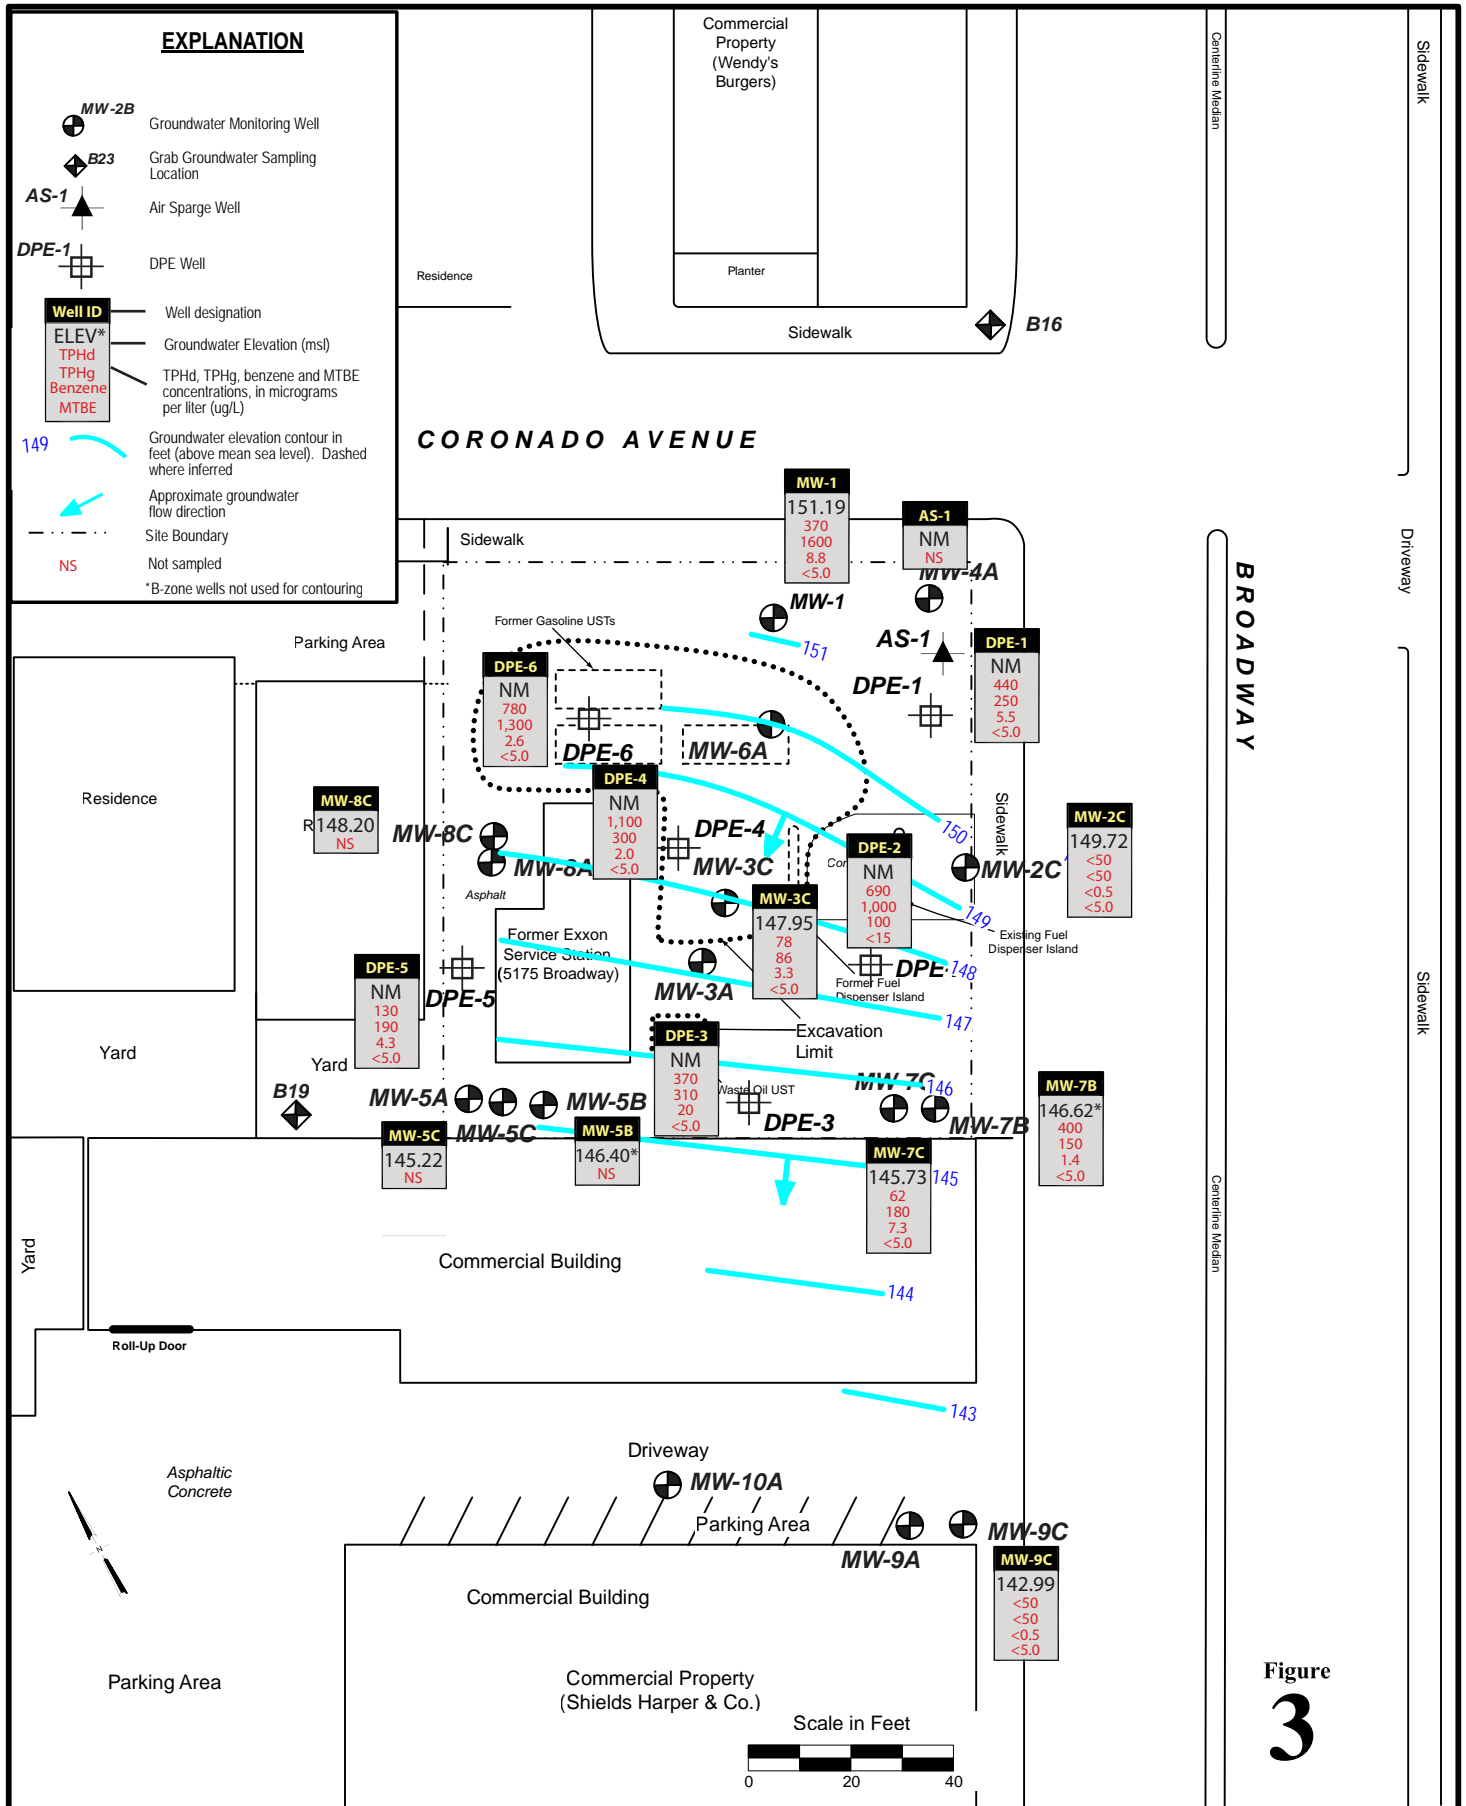 EXPLANATION
MW-2B
Groundwater Monitoring Well
B23
Grab Groundwater Sampling
Location
AS-1
Air Sparge Well
DPE-1
DPE Well
Well ID
Well designation
ELEV*
Groundwater Elevation (msl)
TPHd
TPHg
Benzene
MTBE
TPHd, TPHg, benzene and MTBE
concentrations, in micrograms
per liter (ug/L)
149
Groundwater elevation contour in
feet (above mean sea level). Dashed
where inferred
Approximate groundwater
flow direction
Site Boundary
NS
Not sampled
*B-zone wells not used for contouring
Commercial
Property
(Wendy's
Burgers)
Planter
Sidewalk
B16
Residence
Centerline Median
Sidewalk
CORONADO AVENUE
BROADWAY
Driveway
Sidewalk
MW-1
151.19
370
1600
8.8
<5.0
AS-1
NM
NS
MW-4A
MW-1
151
AS-1
DPE-1
DPE-1
NM
440
250
5.5
<5.0
Former Gasoline USTs
Parking Area
DPE-6
NM
780
1,300
2.6
<5.0
DPE-6
MW-6A
DPE-4
NM
1,100
300
2.0
<5.0
DPE-4
Residence
MW-8C
R
148.20
NS
MW-8C
MW-8A
Asphalt
MW-3C
Cor
DPE-2
NM
690
1,000
100
<15
150
Sidewalk
MW-2C
MW-2C
149.72
<50
<50
<0.5
<5.0
149
Existing Fuel
Dispenser Island
MW-3C
147.95
78
86
3.3
<5.0
Former Exxon
Service Station
(5175 Broadway)
MW-3A
DPE-
148
Former Fuel
Dispenser Island
147
Excavation
Limit
DPE-5
NM
130
190
4.3
<5.0
DPE-5
Yard
Yard
B19
DPE-3
NM
370
310
20
<5.0
Waste Oil UST
DPE-3
146
MW-7C
MW-7B
MW-7B
146.62*
400
150
1.4
<5.0
MW-5A
MW-5C
MW-5B
MW-5C
145.22
NS
MW-5B
146.40*
NS
MW-7C
145.73
62
180
7.3
<5.0
145
Sidewalk
Centerline Median
Yard
Commercial Building
144
Roll-Up Door
143
Driveway
Asphaltic
Concrete
MW-10A
Parking Area
MW-9A
MW-9C
MW-9C
142.99
<50
<50
<0.5
<5.0
N
Commercial Building
Parking Area
Commercial Property
(Shields Harper & Co.)
Scale in Feet
0
20
40
Figure
3